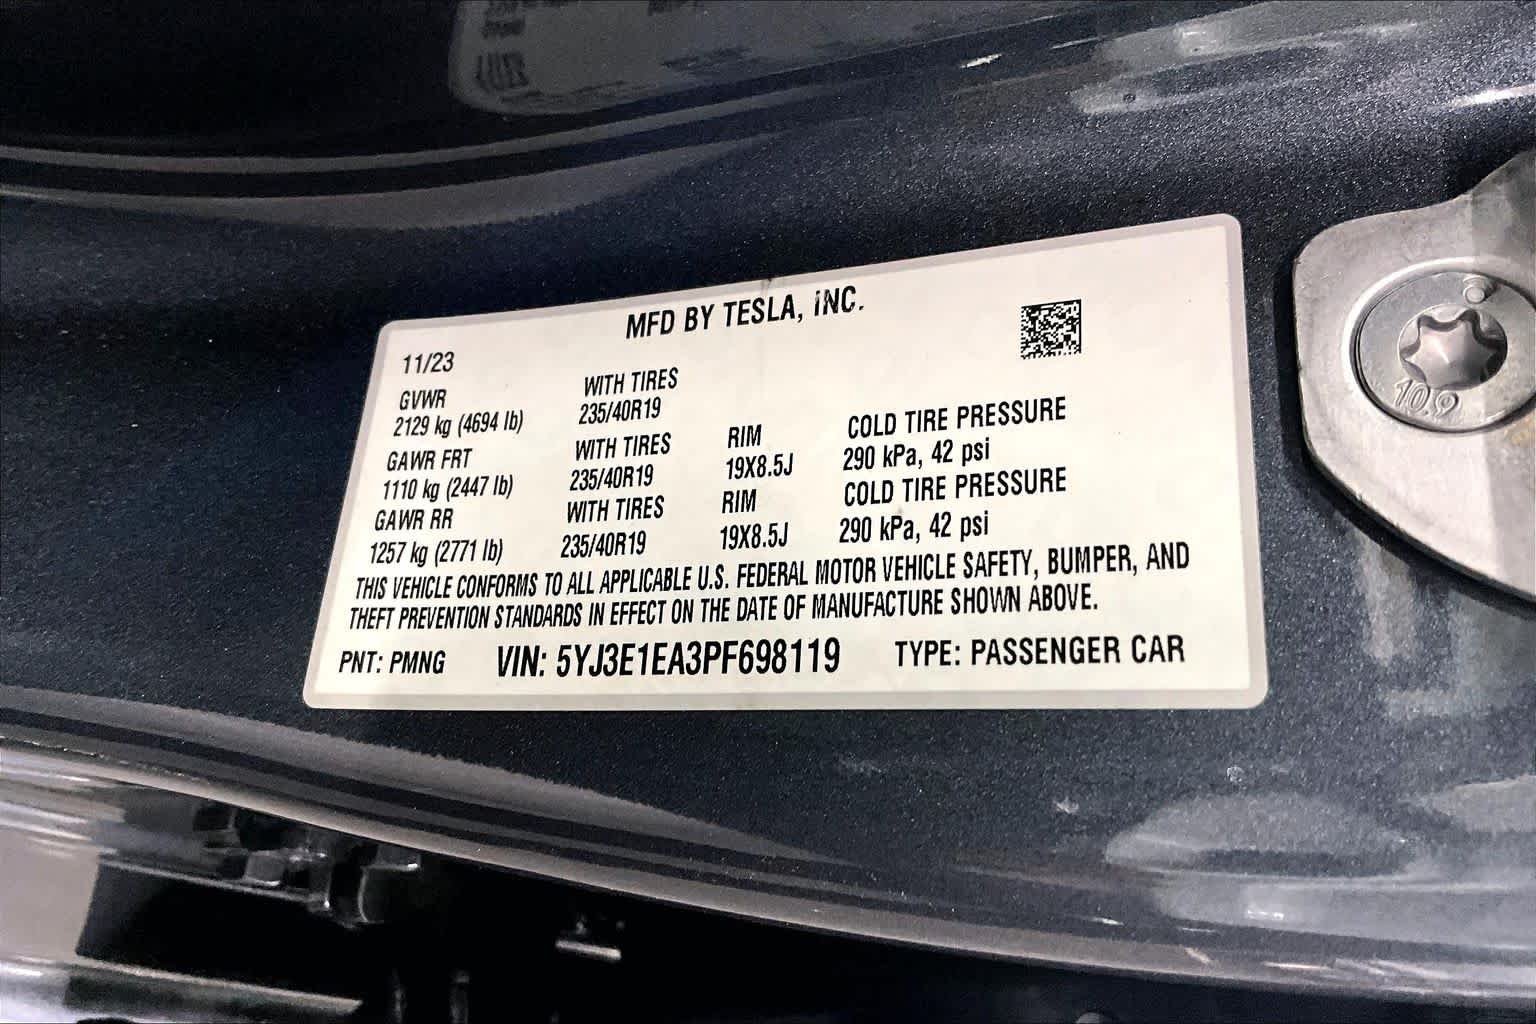 MFD BY TESLA, INC.
11/23
GVWR WITH TIRES
2129 kg (4694 lb) 235/40R19
GAWR FRT WITH TIRES RIM COLD TIRE PRESSURE
1110 kg (2447 lb) 235/40R19 19X8.5J 290 kPa, 42 psi
GAWR RR WITH TIRES RIM COLD TIRE PRESSURE
1257 kg (2771 lb) 235/40R19 19X8.5J 290 kPa, 42 psi
THIS VEHICLE CONFORMS TO ALL APPLICABLE U.S. FEDERAL MOTOR VEHICLE SAFETY, BUMPER, AND
THEFT PREVENTION STANDARDS IN EFFECT ON THE DATE OF MANUFACTURE SHOWN ABOVE.
PNT: PMNG VIN: 5YJ3E1EA3PF698119 TYPE: PASSENGER CAR
10.9